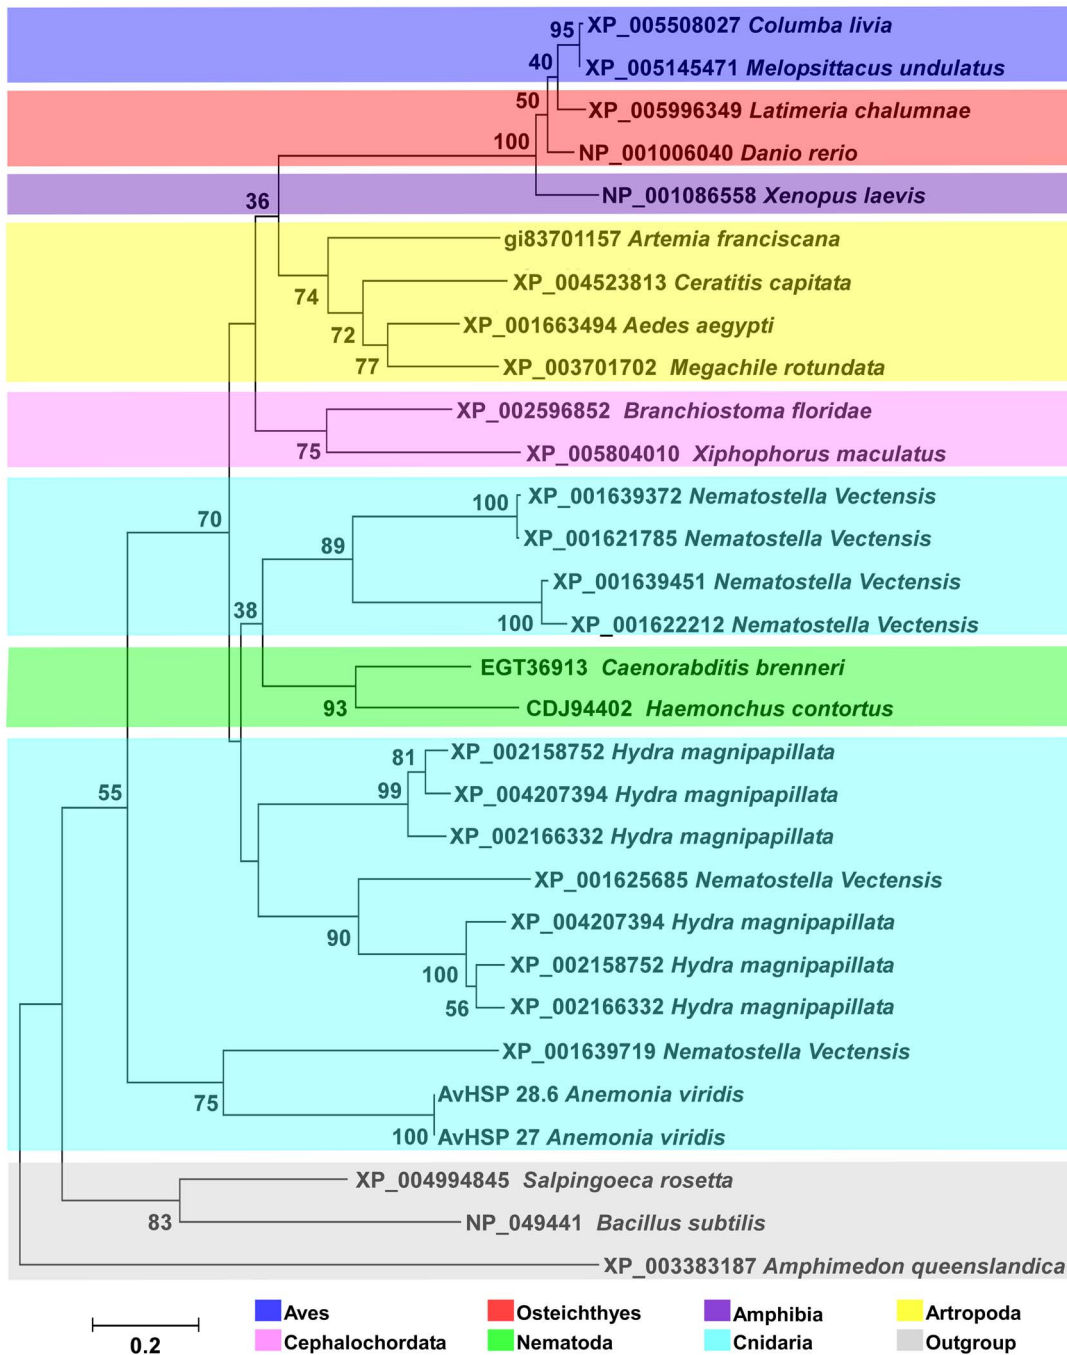 95
XP_005508027 Columba livia
40
XP_005145471 Melopsittacus undulatus
50
XP_005996349 Latimeria chalumnae
100
NP_001006040 Danio rerio
36
NP_001086558 Xenopus laevis
gi83701157 Artemia franciscana
74
XP_004523813 Ceratitis capitata
72
XP_001663494 Aedes aegypti
77
XP_003701702 Megachile rotundata
XP_002596852 Branchiostoma floridae
75
XP_005804010 Xiphophorus maculatus
70
100
XP_001639372 Nematostella Vectensis
89
XP_001621785 Nematostella Vectensis
XP_001639451 Nematostella Vectensis
38
100
XP_001622212 Nematostella Vectensis
EGT36913 Caenorabditis brenneri
93
CDJ94402 Haemonchus contortus
81
XP_002158752 Hydra magnipapillata
55
99
XP_004207394 Hydra magnipapillata
XP_002166332 Hydra magnipapillata
XP_001625685 Nematostella Vectensis
90
XP_004207394 Hydra magnipapillata
100
XP_002158752 Hydra magnipapillata
56
XP_002166332 Hydra magnipapillata
XP_001639719 Nematostella Vectensis
75
AvHSP 28.6 Anemonia viridis
100
AvHSP 27 Anemonia viridis
XP_004994845 Salpingoeca rosetta
83
NP_049441 Bacillus subtilis
XP_003383187 Amphimedon queenslandica
0.2
Aves
Osteichthyes
Amphibia
Artropoda
Cephalochordata
Nematoda
Cnidaria
Outgroup